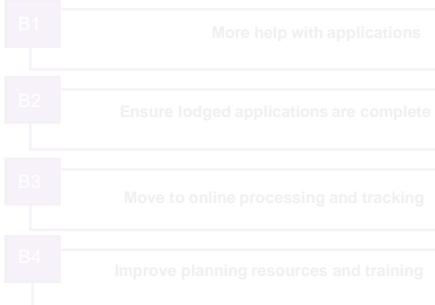 B1
More help with applications
B2
Ensure lodged applications are complete
B3
Move to online processing and tracking
B4
Improve planning resources and training